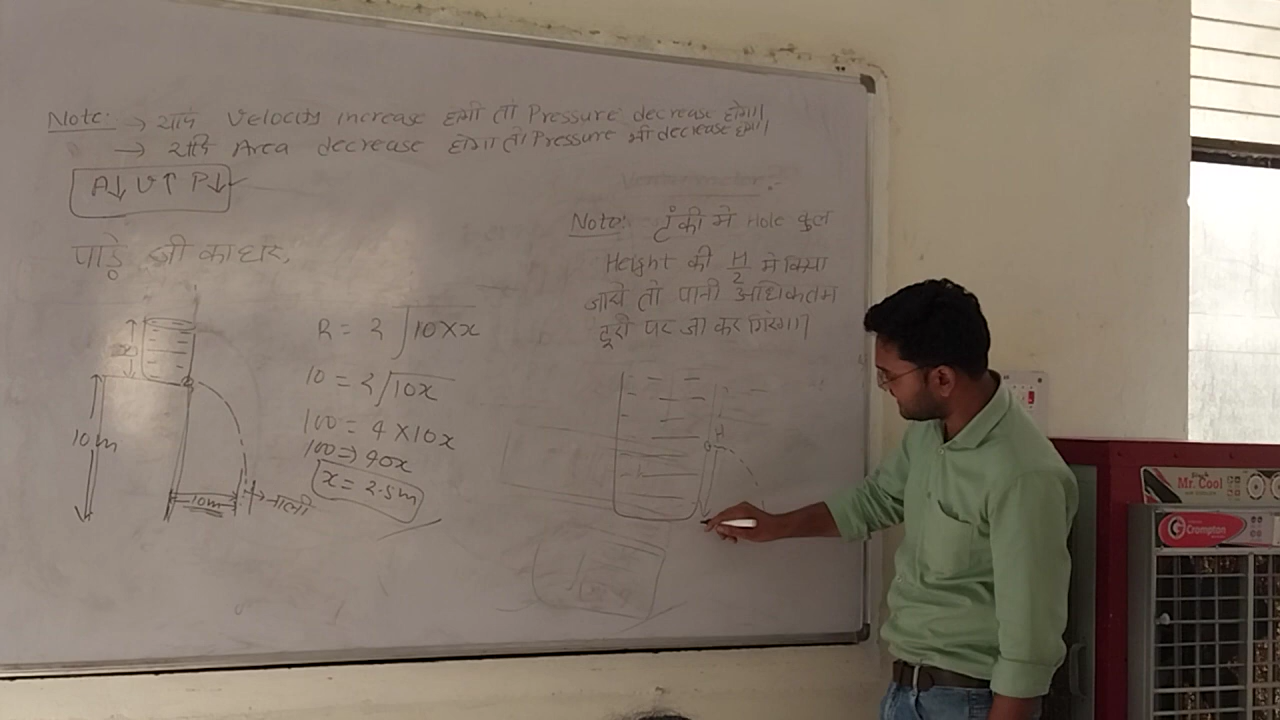 Note: → यदि Velocity increase होगी तो Pressure decrease होगा।
→ यदि Area decrease होगा तो Pressure भी decrease होगा।
A↓ V↑ P↓
पाड़े जी का घर,
10m
10m
नाली
R = 2√10×x
10 = 2√10x
100 = 4×10x
100 => 40x
x = 2.5m
Note: टंकी मे Hole कुल
Height की H/2 मे किया
जाये तो पानी अधिकतम
दूरी पर जा कर गिरेगा।
H
h
Mr. Cool
Crompton